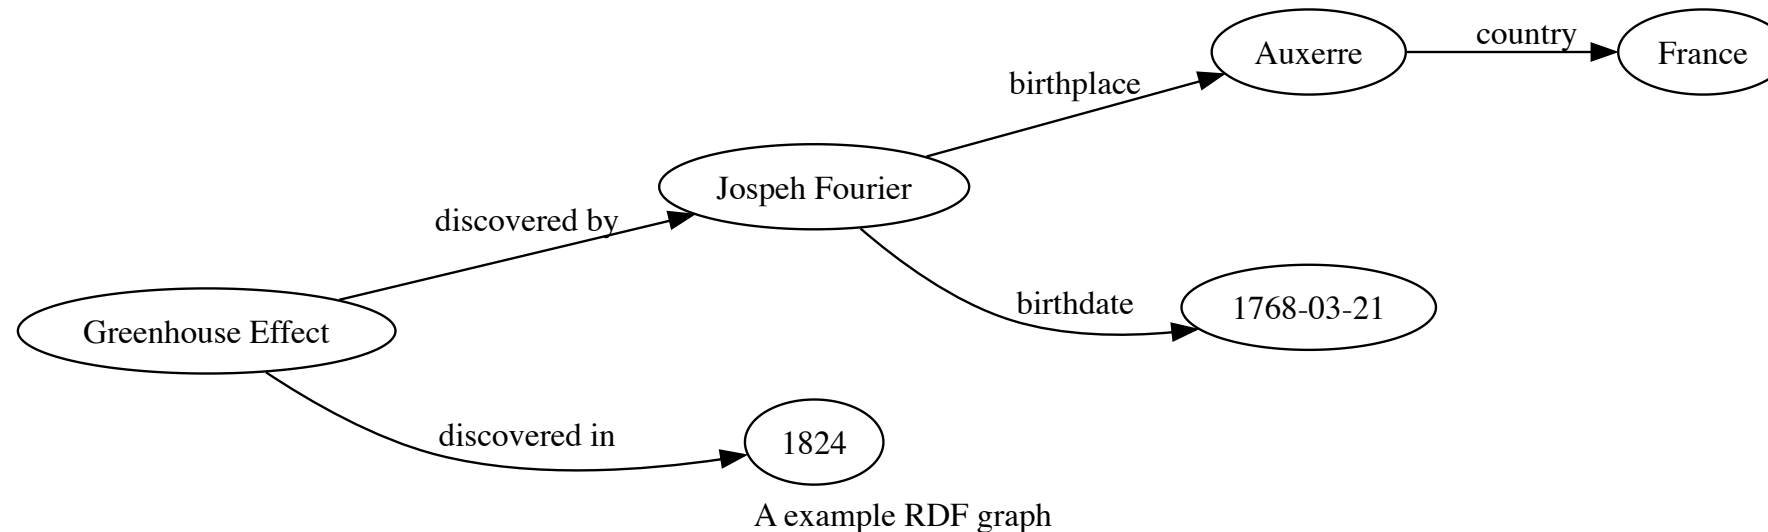 country
Auxerre
France
birthplace
Jospeh Fourier
discovered by
birthdate
1768-03-21
Greenhouse Effect
discovered in
1824
A example RDF graph